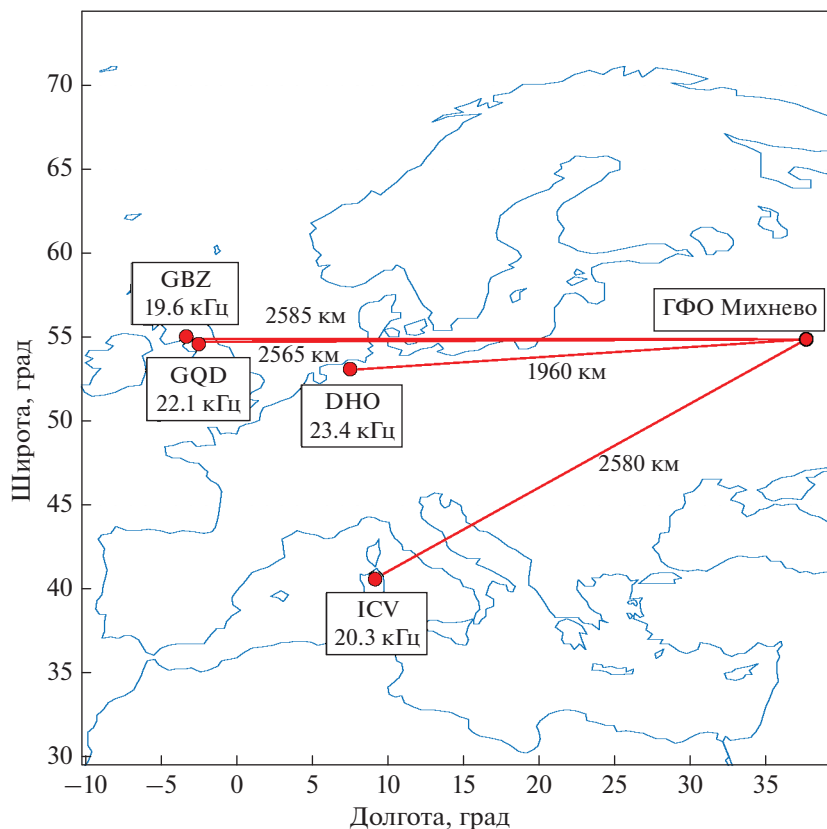 70
65
60
55
50
45
40
35
30
Широта, град
GBZ
19.6 кГц
2585 км
ГФО Михнево
2565 км
GQD
22.1 кГц
1960 км
DHO
23.4 кГц
2580 км
ICV
20.3 кГц
−10
−5
0
5
10
15
20
25
30
35
Долгота, град